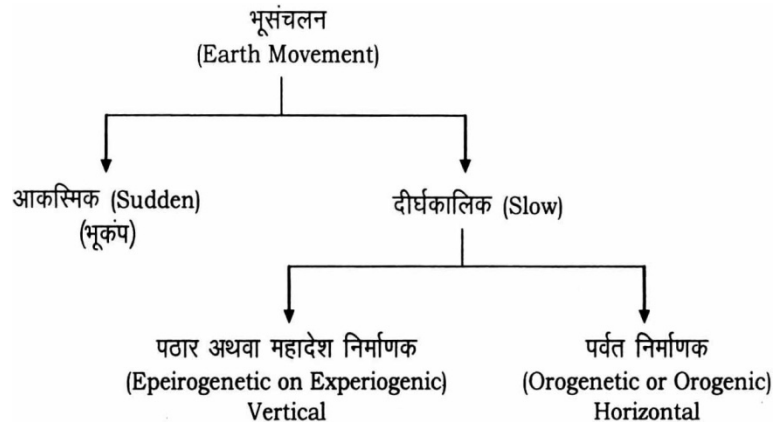 भूसंचलन
(Earth Movement)
आकस्मिक (Sudden)
(भूकंप)
दीर्घकालिक (Slow)
पठार अथवा महादेश निर्माणक
(Epeirogenetic on Experiogenic)
Vertical
पर्वत निर्माणक
(Orogenetic or Orogenic)
Horizontal